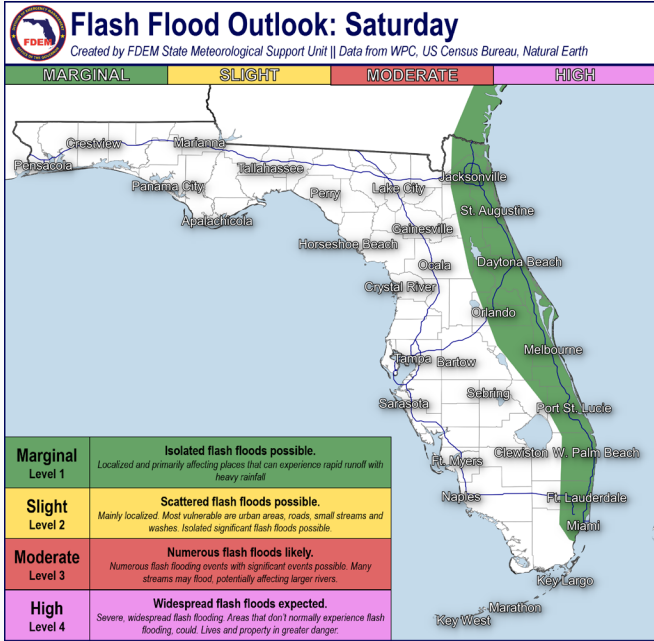 Flash Flood Outlook: Saturday
Created by FDEM State Meteorological Support Unit || Data from WPC, US Census Bureau, Natural Earth
FDEM
MARGINAL SLIGHT MODERATE HIGH
Crestview
Marianna
Pensacola
Tallahassee
Jacksonville
Panama City
Perry
Lake City
St. Augustine
Apalachicola
Gainesville
Horseshoe Beach
Ocala
Daytona Beach
Crystal River
Orlando
Melbourne
Tampa
Bartow
Sebring
Sarasota
Port St. Lucie
Clewiston
W. Palm Beach
Ft. Myers
Naples
Ft. Lauderdale
Miami
Key Largo
Marathon
Key West
Marginal
Level 1
Isolated flash floods possible.
Localized and primarily affecting places that can experience rapid runoff with
heavy rainfall
Slight
Level 2
Scattered flash floods possible.
Mainly localized. Most vulnerable are urban areas, roads, small streams and
washes. Isolated significant flash floods possible.
Moderate
Level 3
Numerous flash floods likely.
Numerous flash flooding events with significant events possible. Many
streams may flood, potentially affecting larger rivers.
High
Level 4
Widespread flash floods expected.
Severe, widespread flash flooding. Areas that don't normally experience flash
flooding, could. Lives and property in greater danger.